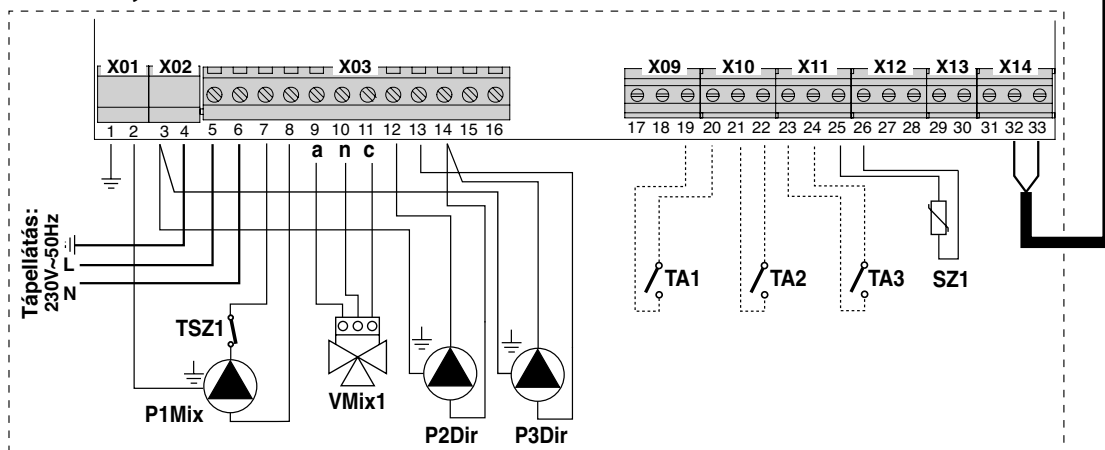 X01 X02 X03 X09 X10 X11 X12 X13 X14
1 2 3 4 5 6 7 8 9 10 11 12 13 14 15 16 17 18 19 20 21 22 23 24 25 26 27 28 29 30 31 32 33
a n c
Tápellátás:
230V~50Hz
L
N
TSZ1
P1Mix
VMix1
P2Dir
P3Dir
TA1
TA2
TA3
SZ1